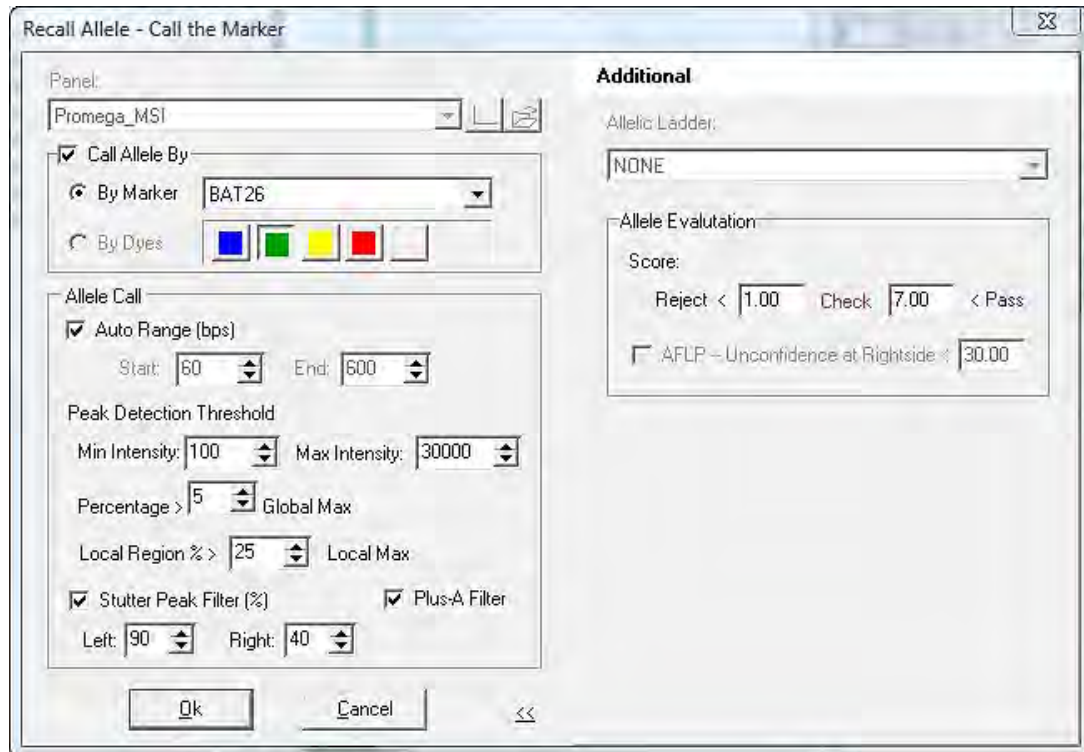 Recall Allele - Call the Marker
Panel:
Promega_MSI
Call Allele By
By Marker BAT26
By Dyes
Allele Call
Auto Range (bps)
Start: 60 End: 600
Peak Detection Threshold
Min Intensity: 100 Max Intensity: 30000
Percentage > 5 Global Max
Local Region % > 25 Local Max
Stutter Peak Filter (%) Plus-A Filter
Left: 90 Right: 40
Ok Cancel <<
Additional
Allelic Ladder:
NONE
Allele Evalutation
Score:
Reject < 1.00 Check 7.00 < Pass
AFLP - Unconfidence at Rightside < 30.00